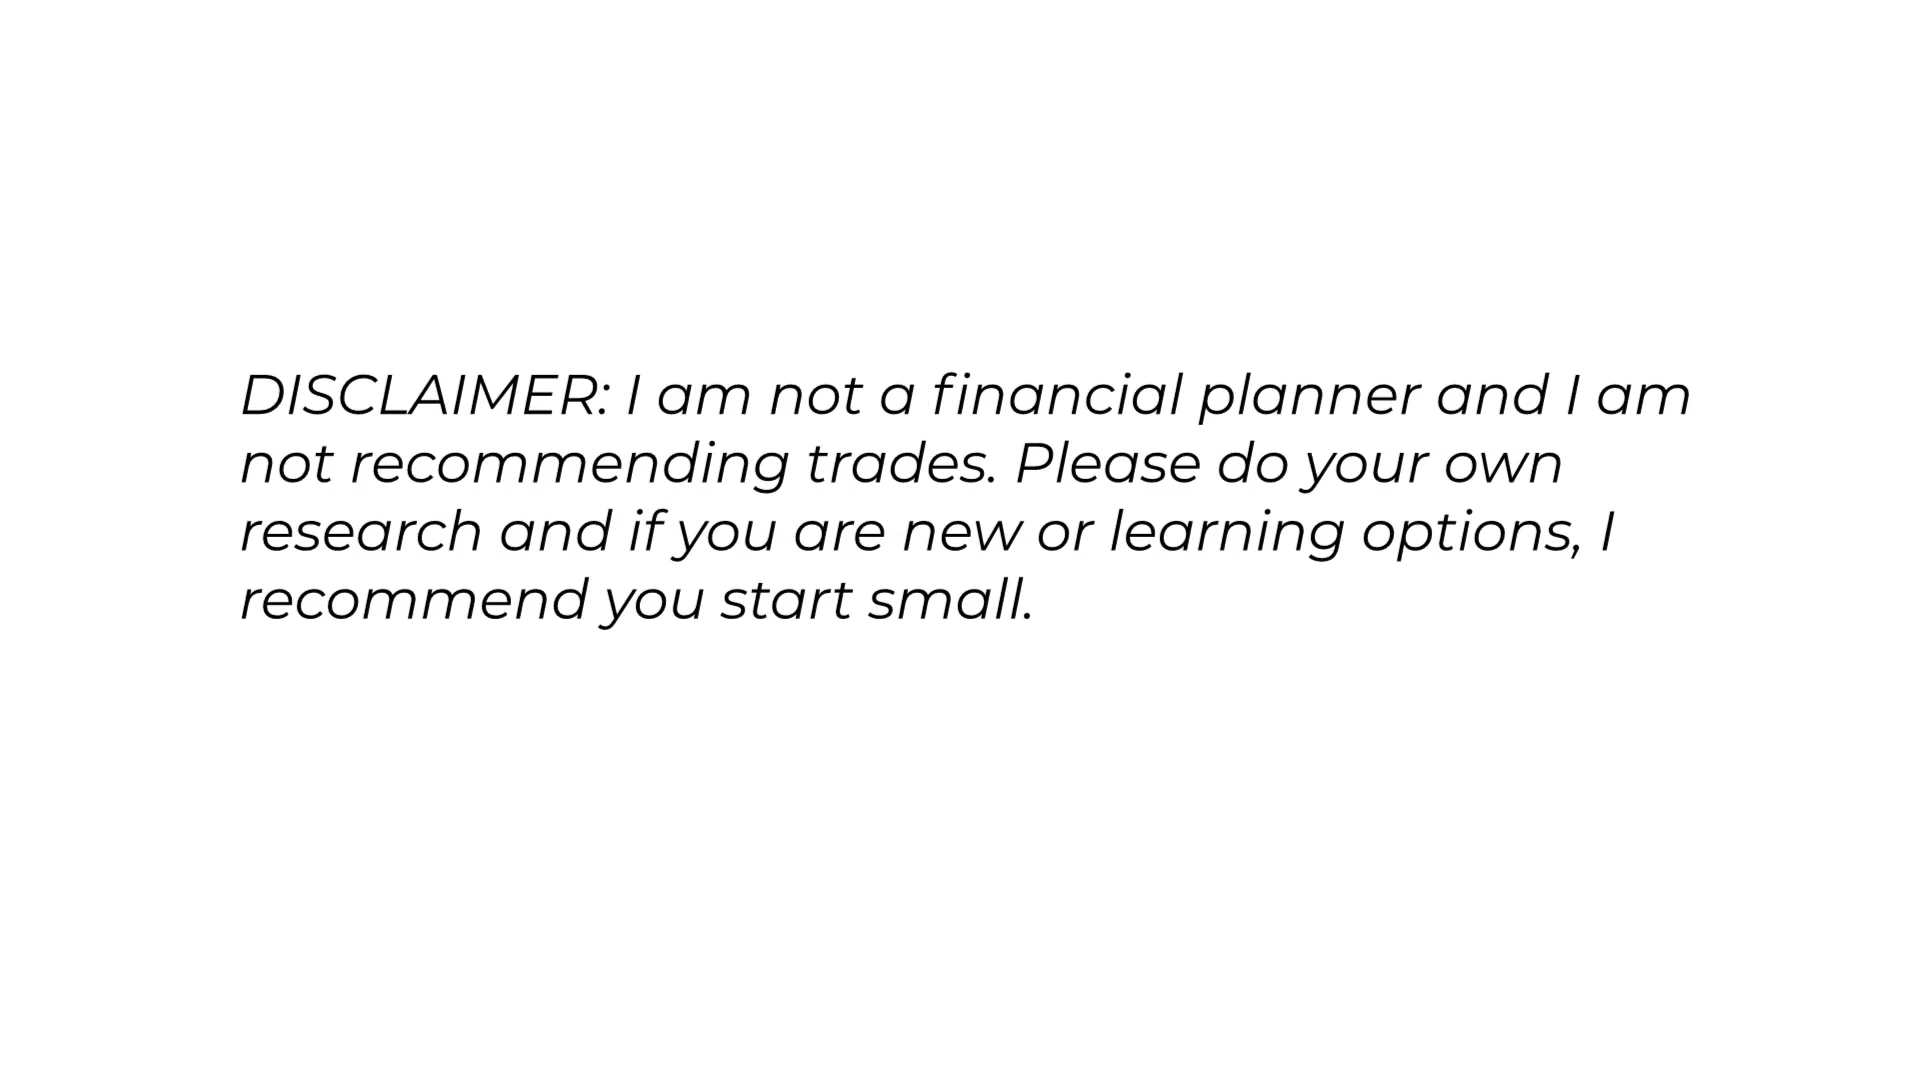 DISCLAIMER: I am not a financial planner and I am
not recommending trades. Please do your own
research and if you are new or learning options, I
recommend you start small.